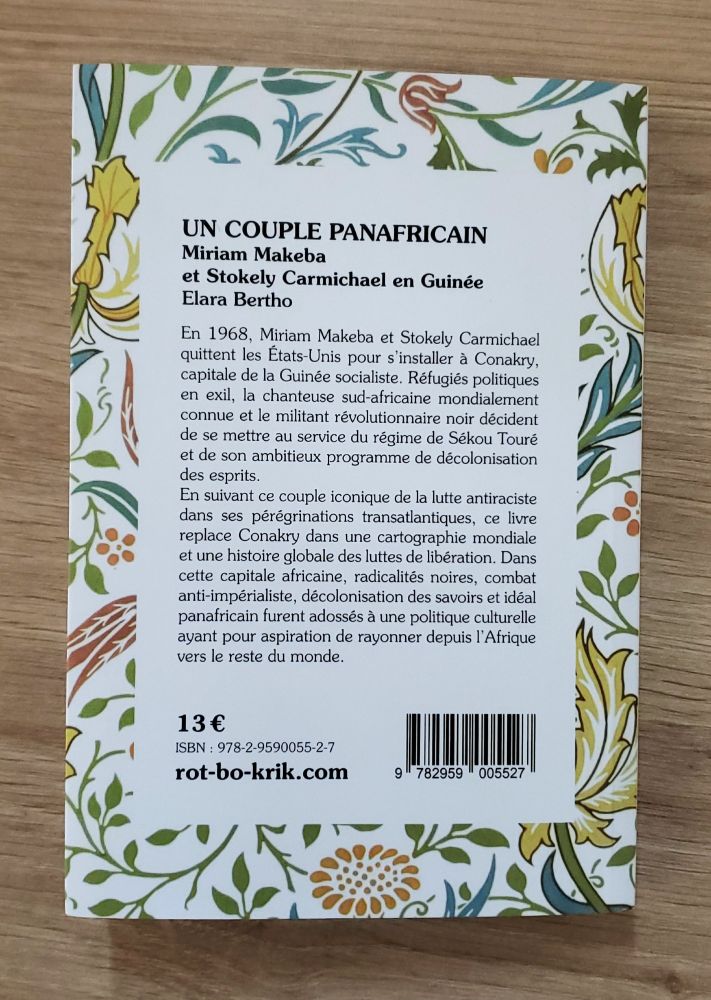 UN COUPLE PANAFRICAIN
Miriam Makeba
et Stokely Carmichael en Guinée
Elara Bertho
En 1968, Miriam Makeba et Stokely Carmichael
quittent les États-Unis pour s'installer à Conakry,
capitale de la Guinée socialiste. Réfugiés politiques
en exil, la chanteuse sud-africaine mondialement
connue et le militant révolutionnaire noir décident
de se mettre au service du régime de Sékou Touré
et de son ambitieux programme de décolonisation
des esprits.
En suivant ce couple iconique de la lutte antiraciste
dans ses pérégrinations transatlantiques, ce livre
replace Conakry dans une cartographie mondiale
et une histoire globale des luttes de libération. Dans
cette capitale africaine, radicalités noires, combat
anti-impérialiste, décolonisation des savoirs et idéal
panafricain furent adossés à une politique culturelle
ayant pour aspiration de rayonner depuis l'Afrique
vers le reste du monde.
13 €
ISBN : 978-2-9590055-2-7
rot-bo-krik.com
9 782959 005527